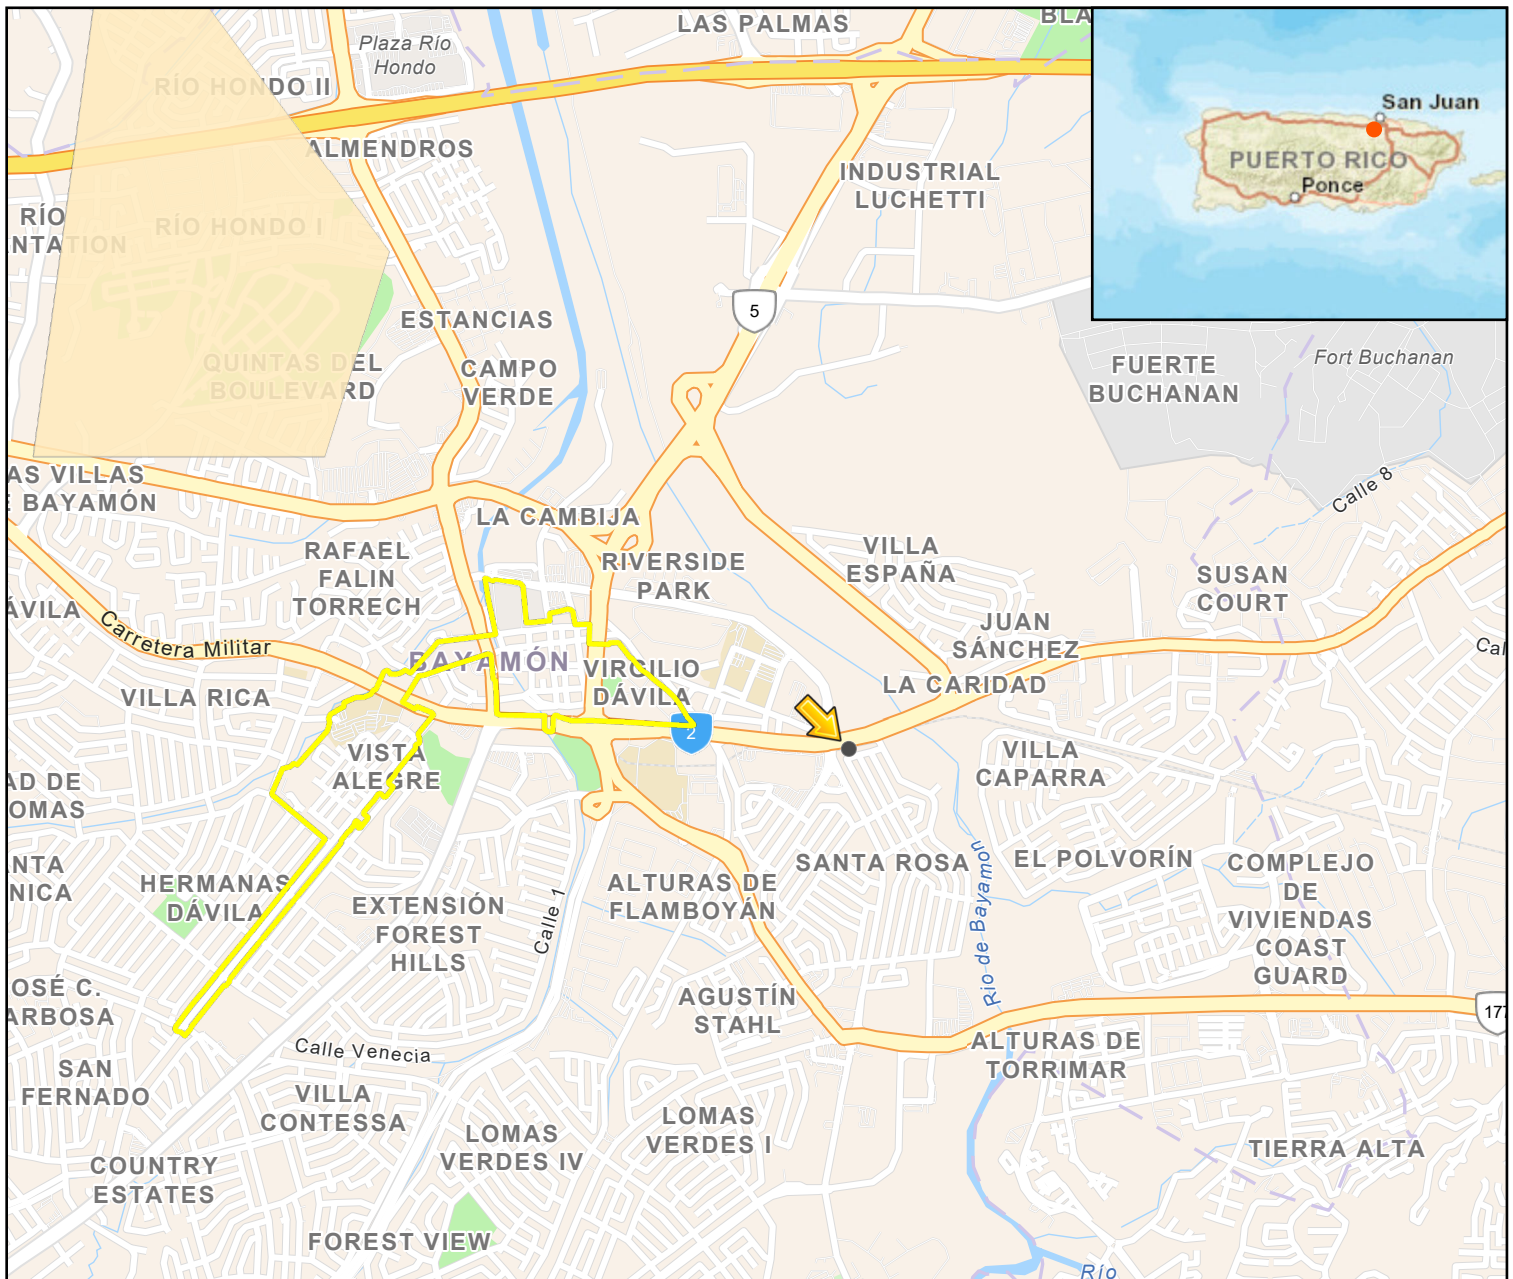 LAS PALMAS
BLA
Plaza Río
Hondo
RÍO HONDO II
San Juan
PUERTO RICO
Ponce
ALMENDROS
INDUSTRIAL
LUCHETTI
RÍO
NTATION
RÍO HONDO I
5
ESTANCIAS
QUINTAS DEL
BOULEVARD
CAMPO
VERDE
FUERTE
BUCHANAN
Fort Buchanan
AS VILLAS
E BAYAMÓN
Calle 8
LA CAMBIJA
RAFAEL
FALIN
TORRECH
RIVERSIDE
PARK
VILLA
ESPAÑA
SUSAN
COURT
ÁVILA
Carretera Militar
JUAN
SÁNCHEZ
Cal
BAYAMÓN
VIRGILIO
DÁVILA
LA CARIDAD
VILLA RICA
2
VISTA
ALEGRE
VILLA
CAPARRA
AD DE
OMAS
NTA
NICA
HERMANAS
DÁVILA
EXTENSIÓN
FOREST
HILLS
Calle 1
ALTURAS DE
FLAMBOYÁN
SANTA ROSA
Rio de Bayamon
EL POLVORÍN
COMPLEJO
DE
VIVIENDAS
COAST
GUARD
OSÉ C.
ARBOSA
AGUSTÍN
STAHL
177
SAN
FERNADO
Calle Venecia
ALTURAS DE
TORRIMAR
VILLA
CONTESSA
LOMAS
VERDES IV
LOMAS
VERDES I
TIERRA ALTA
COUNTRY
ESTATES
FOREST VIEW
Río